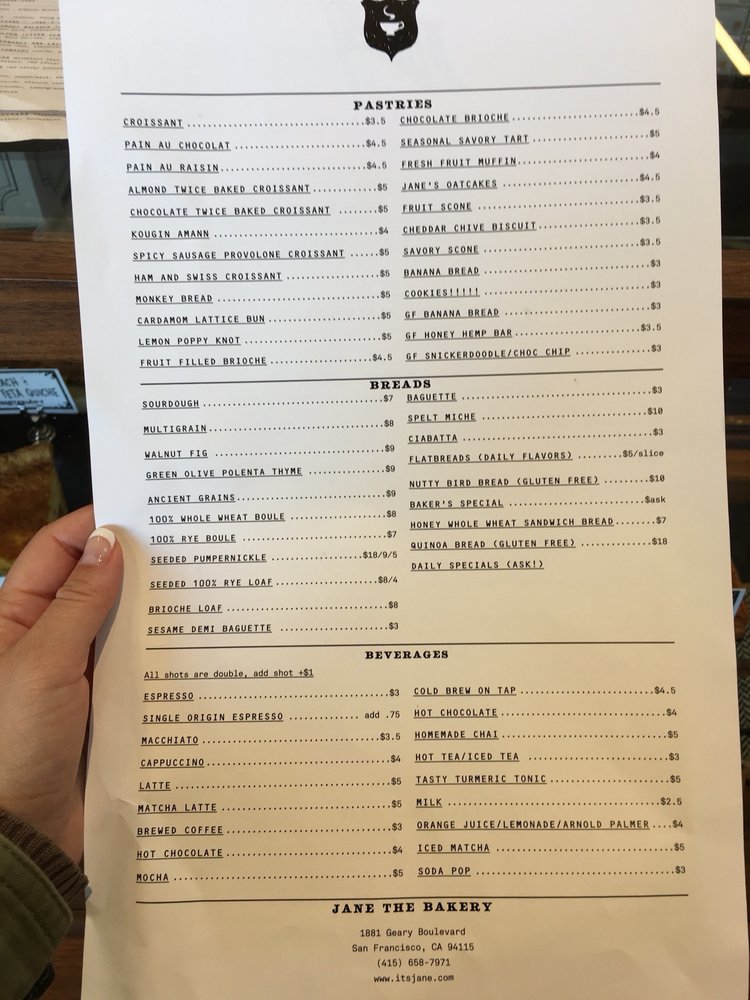 PASTRIES
CROISSANT ........ $3.5
PAIN AU CHOCOLAT ........ $4.5
PAIN AU RAISIN ........ $4.5
ALMOND TWICE BAKED CROISSANT ........ $5
CHOCOLATE TWICE BAKED CROISSANT ........ $5
KOUGIN AMANN ........ $4
SPICY SAUSAGE PROVOLONE CROISSANT ...... $5
HAM AND SWISS CROISSANT ........ $5
MONKEY BREAD ........ $5
CARDAMOM LATTICE BUN ........ $5
LEMON POPPY KNOT ........ $5
FRUIT FILLED BRIOCHE ........ $4.5
CHOCOLATE BRIOCHE ........ $4.5
SEASONAL SAVORY TART ........ $5
FRESH FRUIT MUFFIN ........ $4
JANE'S OATCAKES ........ $4.5
FRUIT SCONE ........ $3.5
CHEDDAR CHIVE BISCUIT ........ $3.5
SAVORY SCONE ........ $3.5
BANANA BREAD ........ $3
COOKIES!!!!! ........ $3
GF BANANA BREAD ........ $3
GF HONEY HEMP BAR ........ $3.5
GF SNICKERDOODLE/CHOC CHIP ........ $3
BREADS
SOURDOUGH ........ $7
MULTIGRAIN ........ $8
WALNUT FIG ........ $9
GREEN OLIVE POLENTA THYME ........ $9
ANCIENT GRAINS ........ $9
100% WHOLE WHEAT BOULE ........ $8
100% RYE BOULE ........ $7
SEEDED PUMPERNICKLE ........ $18/9/5
SEEDED 100% RYE LOAF ........ $8/4
BRIOCHE LOAF ........ $8
SESAME DEMI BAGUETTE ........ $3
BAGUETTE ........ $3
SPELT MICHE ........ $10
CIABATTA ........ $3
FLATBREADS (DAILY FLAVORS) ........ $5/slice
NUTTY BIRD BREAD (GLUTEN FREE) ........ $10
BAKER'S SPECIAL ........ $ask
HONEY WHOLE WHEAT SANDWICH BREAD ........ $7
QUINOA BREAD (GLUTEN FREE) ........ $18
DAILY SPECIALS (ASK!)
BEVERAGES
All shots are double, add shot +$1
ESPRESSO ........ $3
SINGLE ORIGIN ESPRESSO ........ add .75
MACCHIATO ........ $3.5
CAPPUCCINO ........ $4
LATTE ........ $5
MATCHA LATTE ........ $5
BREWED COFFEE ........ $3
HOT CHOCOLATE ........ $4
MOCHA ........ $5
COLD BREW ON TAP ........ $4.5
HOT CHOCOLATE ........ $4
HOMEMADE CHAI ........ $5
HOT TEA/ICED TEA ........ $3
TASTY TURMERIC TONIC ........ $5
MILK ........ $2.5
ORANGE JUICE/LEMONADE/ARNOLD PALMER .... $4
ICED MATCHA ........ $5
SODA POP ........ $3
JANE THE BAKERY
1881 Geary Boulevard
San Francisco, CA 94115
(415) 658-7971
www.itsjane.com
FETA QUICHE